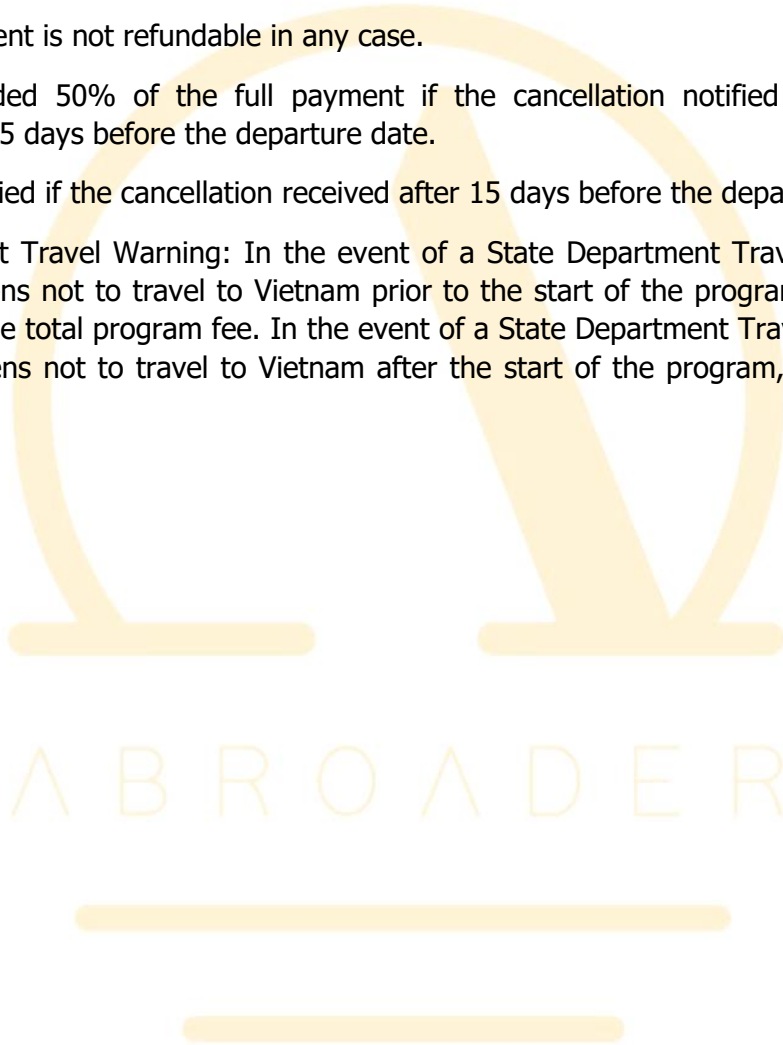 ent is not refundable in any case.
ded 50% of the full payment if the cancellation notified
5 days before the departure date.
ied if the cancellation received after 15 days before the depa
t Travel Warning: In the event of a State Department Trav
ns not to travel to Vietnam prior to the start of the program
e total program fee. In the event of a State Department Trav
ens not to travel to Vietnam after the start of the program,
ABROADER